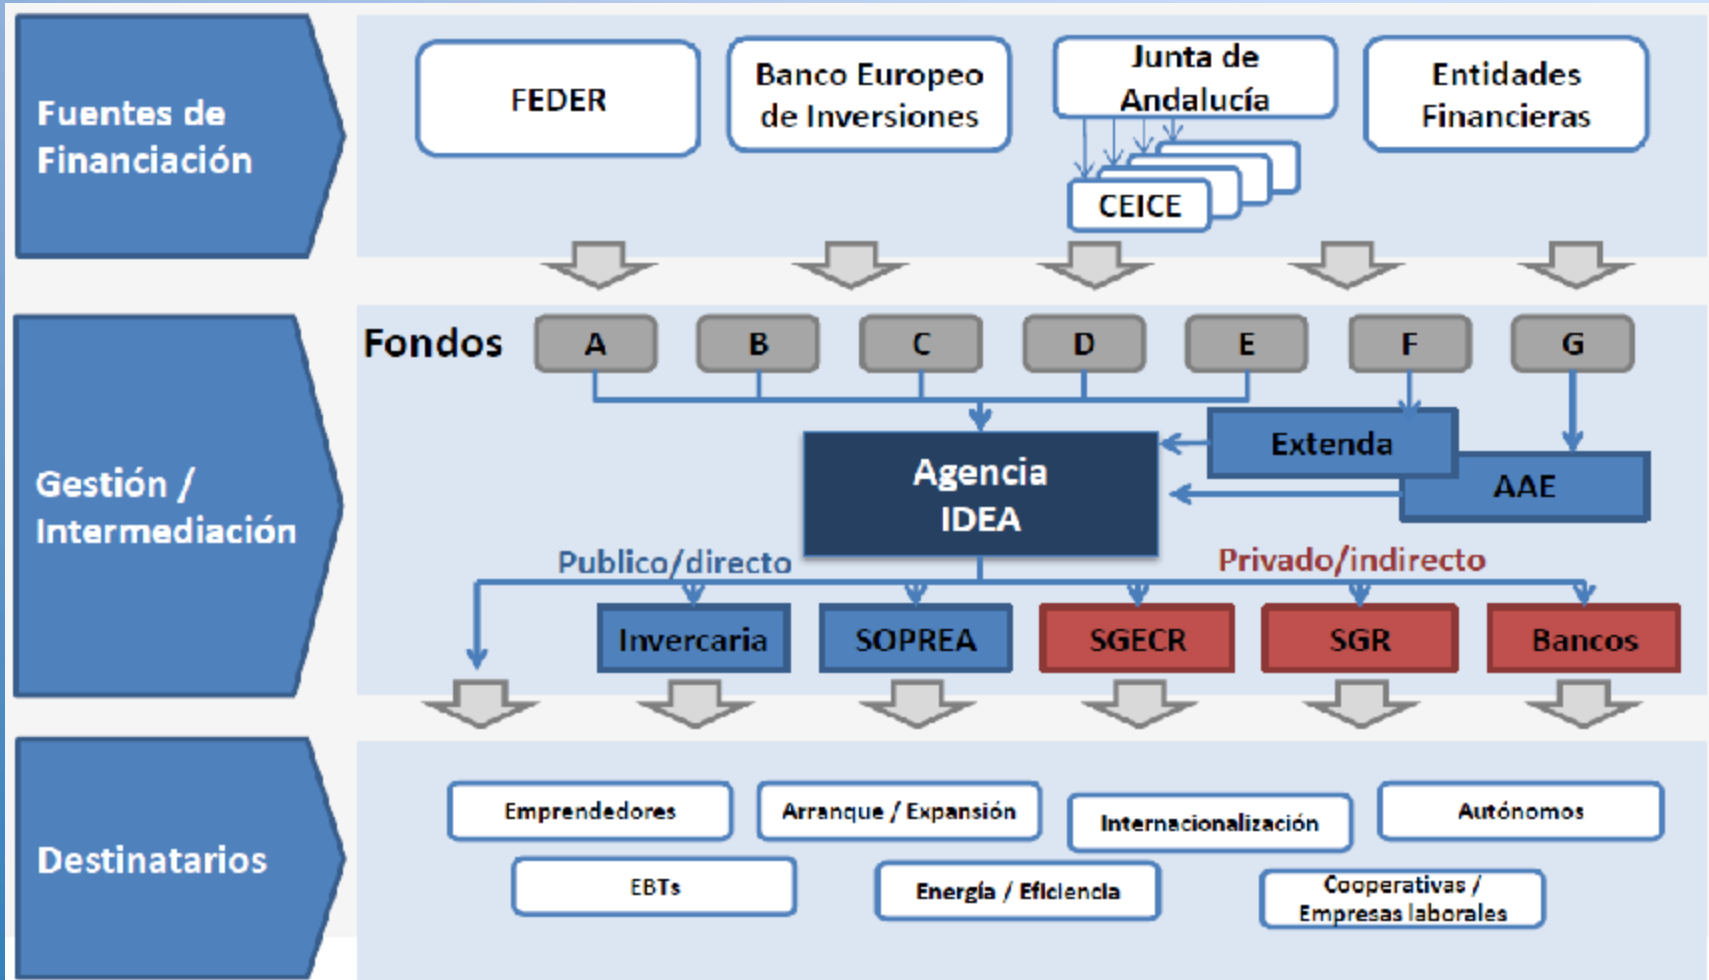 Fuentes de
Financiación
FEDER
Banco Europeo
de Inversiones
Junta de
Andalucía
CEICE
Entidades
Financieras
Gestión /
Intermediación
Fondos
A
B
C
D
E
F
G
Extenda
AAE
Agencia
IDEA
Publico/directo
Privado/indirecto
Invercaria
SOPREA
SGECR
SGR
Bancos
Destinatarios
Emprendedores
Arranque / Expansión
Internacionalización
Autónomos
EBTs
Energía / Eficiencia
Cooperativas /
Empresas laborales